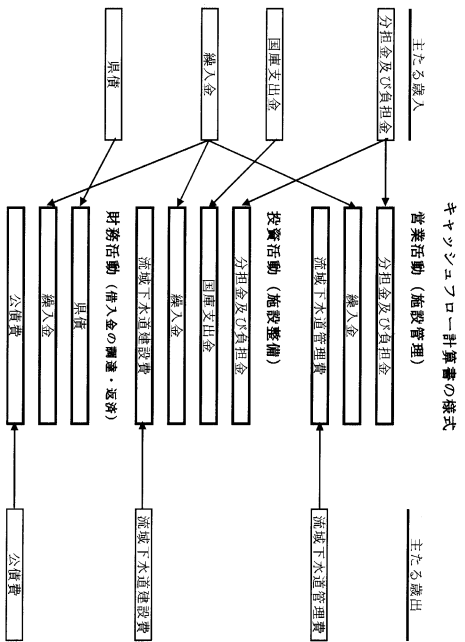 キャッシュフロー計算書の様式
主たる歳入
分担金及び負担金
国庫支出金
繰入金
県債
営業活動（施設管理）
分担金及び負担金
繰入金
流域下水道管理費
投資活動（施設整備）
分担金及び負担金
国庫支出金
繰入金
流域下水道建設費
財務活動（借入金の調達・返済）
県債
繰入金
公債費
主たる歳出
流域下水道管理費
流域下水道建設費
公債費